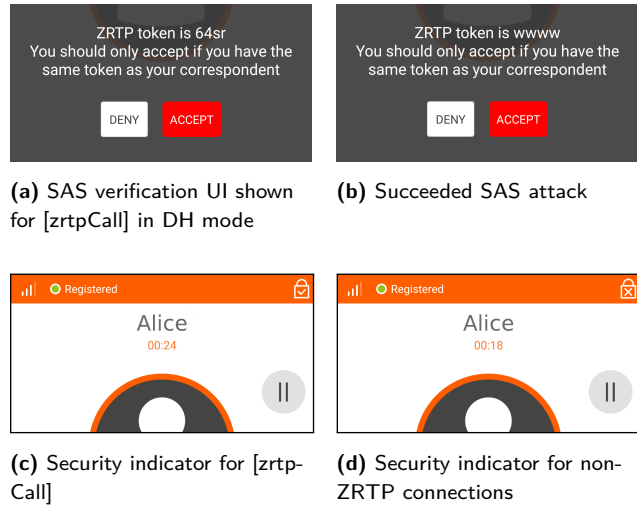 ZRTP token is 64sr
You should only accept if you have the
same token as your correspondent
DENY ACCEPT
(a) SAS verification UI shown
for [zrtpCall] in DH mode
ZRTP token is wwww
You should only accept if you have the
same token as your correspondent
DENY ACCEPT
(b) Succeeded SAS attack
Registered
Alice
00:24
(c) Security indicator for [zrtp-
Call]
Registered
Alice
00:18
(d) Security indicator for non-
ZRTP connections